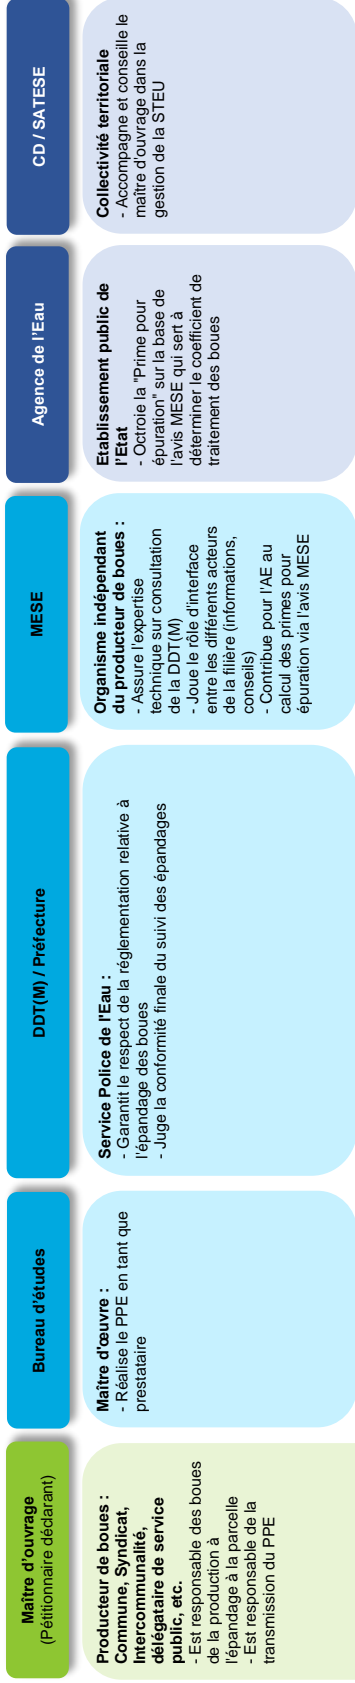 Maître d'ouvrage
(Pétitionnaire déclarant)
Producteur de boues :
Commune, Syndicat,
Intercommunalité,
délégataire de service
public, etc.
- Est responsable des boues
de la production à
l'épandage à la parcelle
- Est responsable de la
transmission du PPE
Bureau d'études
Maître d'œuvre :
- Réalise le PPE en tant que
prestataire
DDT(M) / Préfecture
Service Police de l'Eau :
- Garantit le respect de la réglementation relative à
l'épandage des boues
- Juge la conformité finale du suivi des épandages
MESE
Organisme indépendant
du producteur de boues :
- Assure l'expertise
technique sur consultation
de la DDT(M)
- Joue le rôle d'interface
entre les différents acteurs
de la filière (informations,
conseils)
- Contribue pour l'AE au
calcul des primes pour
épuration via l'avis MESE
Agence de l'Eau
Etablissement public de
l'Etat
- Octroie la "Prime pour
épuration" sur la base de
l'avis MESE qui sert à
déterminer le coefficient de
traitement des boues
CD / SATESE
Collectivité territoriale
- Accompagne et conseille le
maître d'ouvrage dans la
gestion de la STEU